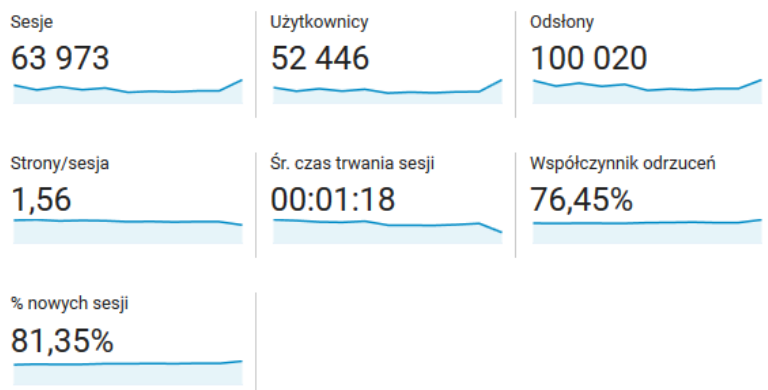 Sesje
63 973
Użytkownicy
52 446
Odsłony
100 020
Strony/sesja
1,56
Śr. czas trwania sesji
00:01:18
Współczynnik odrzuceń
76,45%
% nowych sesji
81,35%